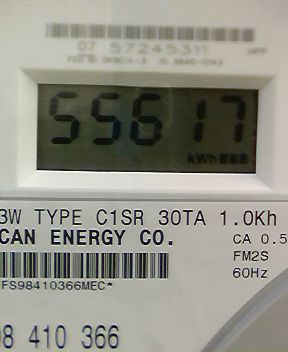 07 57245311
55617
kWh
3W TYPE C1SR 30TA 1.0Kh
CAN ENERGY CO.
CA 0.5
FM2S
60Hz
FS98410366MEC*
98 410 366